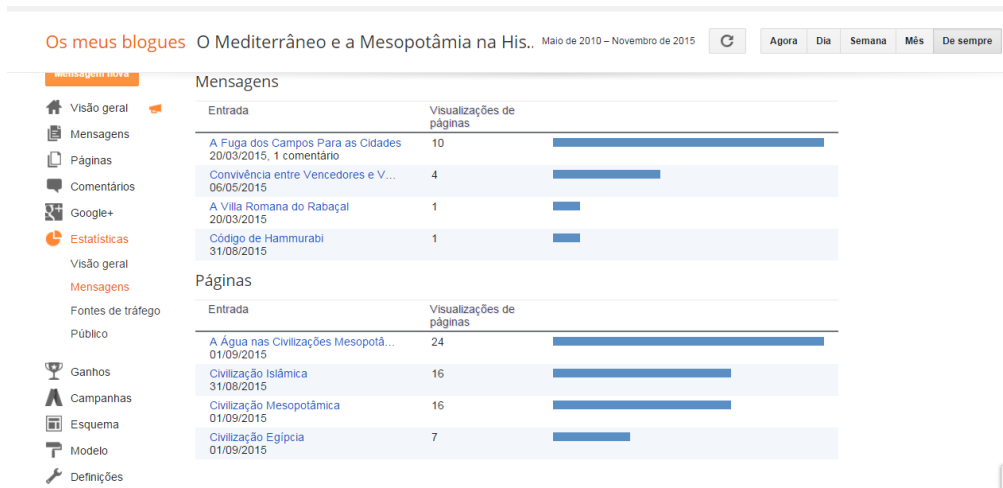 Os meus blogues O Mediterrâneo e a Mesopotâmia na His.. Maio de 2010 – Novembro de 2015 Agora Dia Semana Mês De sempre
Mensagem nova
Visão geral
Mensagens
Páginas
Comentários
Google+
Estatísticas
Visão geral
Mensagens
Fontes de tráfego
Público
Ganhos
Campanhas
Esquema
Modelo
Definições
Mensagens
Entrada Visualizações de
páginas
A Fuga dos Campos Para as Cidades 10
20/03/2015, 1 comentário
Convivência entre Vencedores e V... 4
06/05/2015
A Villa Romana do Rabaçal 1
20/03/2015
Código de Hammurabi 1
31/08/2015
Páginas
Entrada Visualizações de
páginas
A Água nas Civilizações Mesopotâ... 24
01/09/2015
Civilização Islâmica 16
31/08/2015
Civilização Mesopotâmica 16
01/09/2015
Civilização Egípcia 7
01/09/2015